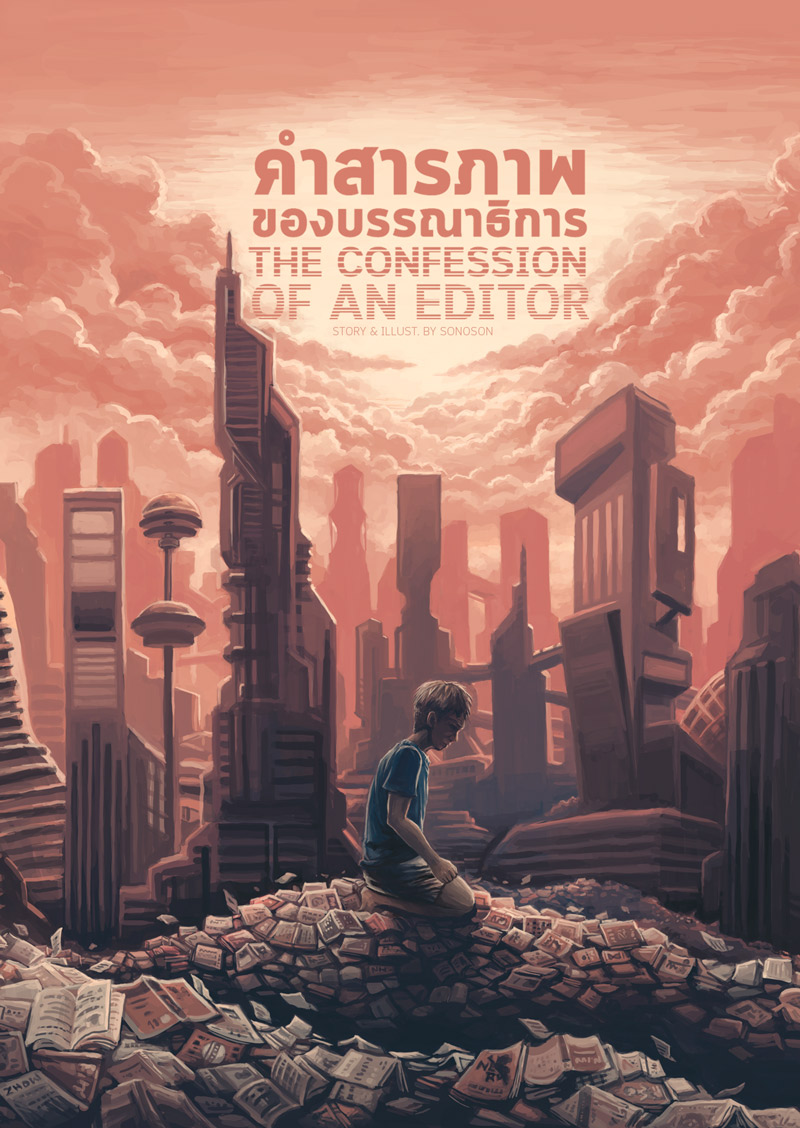 คำสารภาพ
ของบรรณาธิการ
THE CONFESSION
OF AN EDITOR
STORY & ILLUST. BY SONOSON